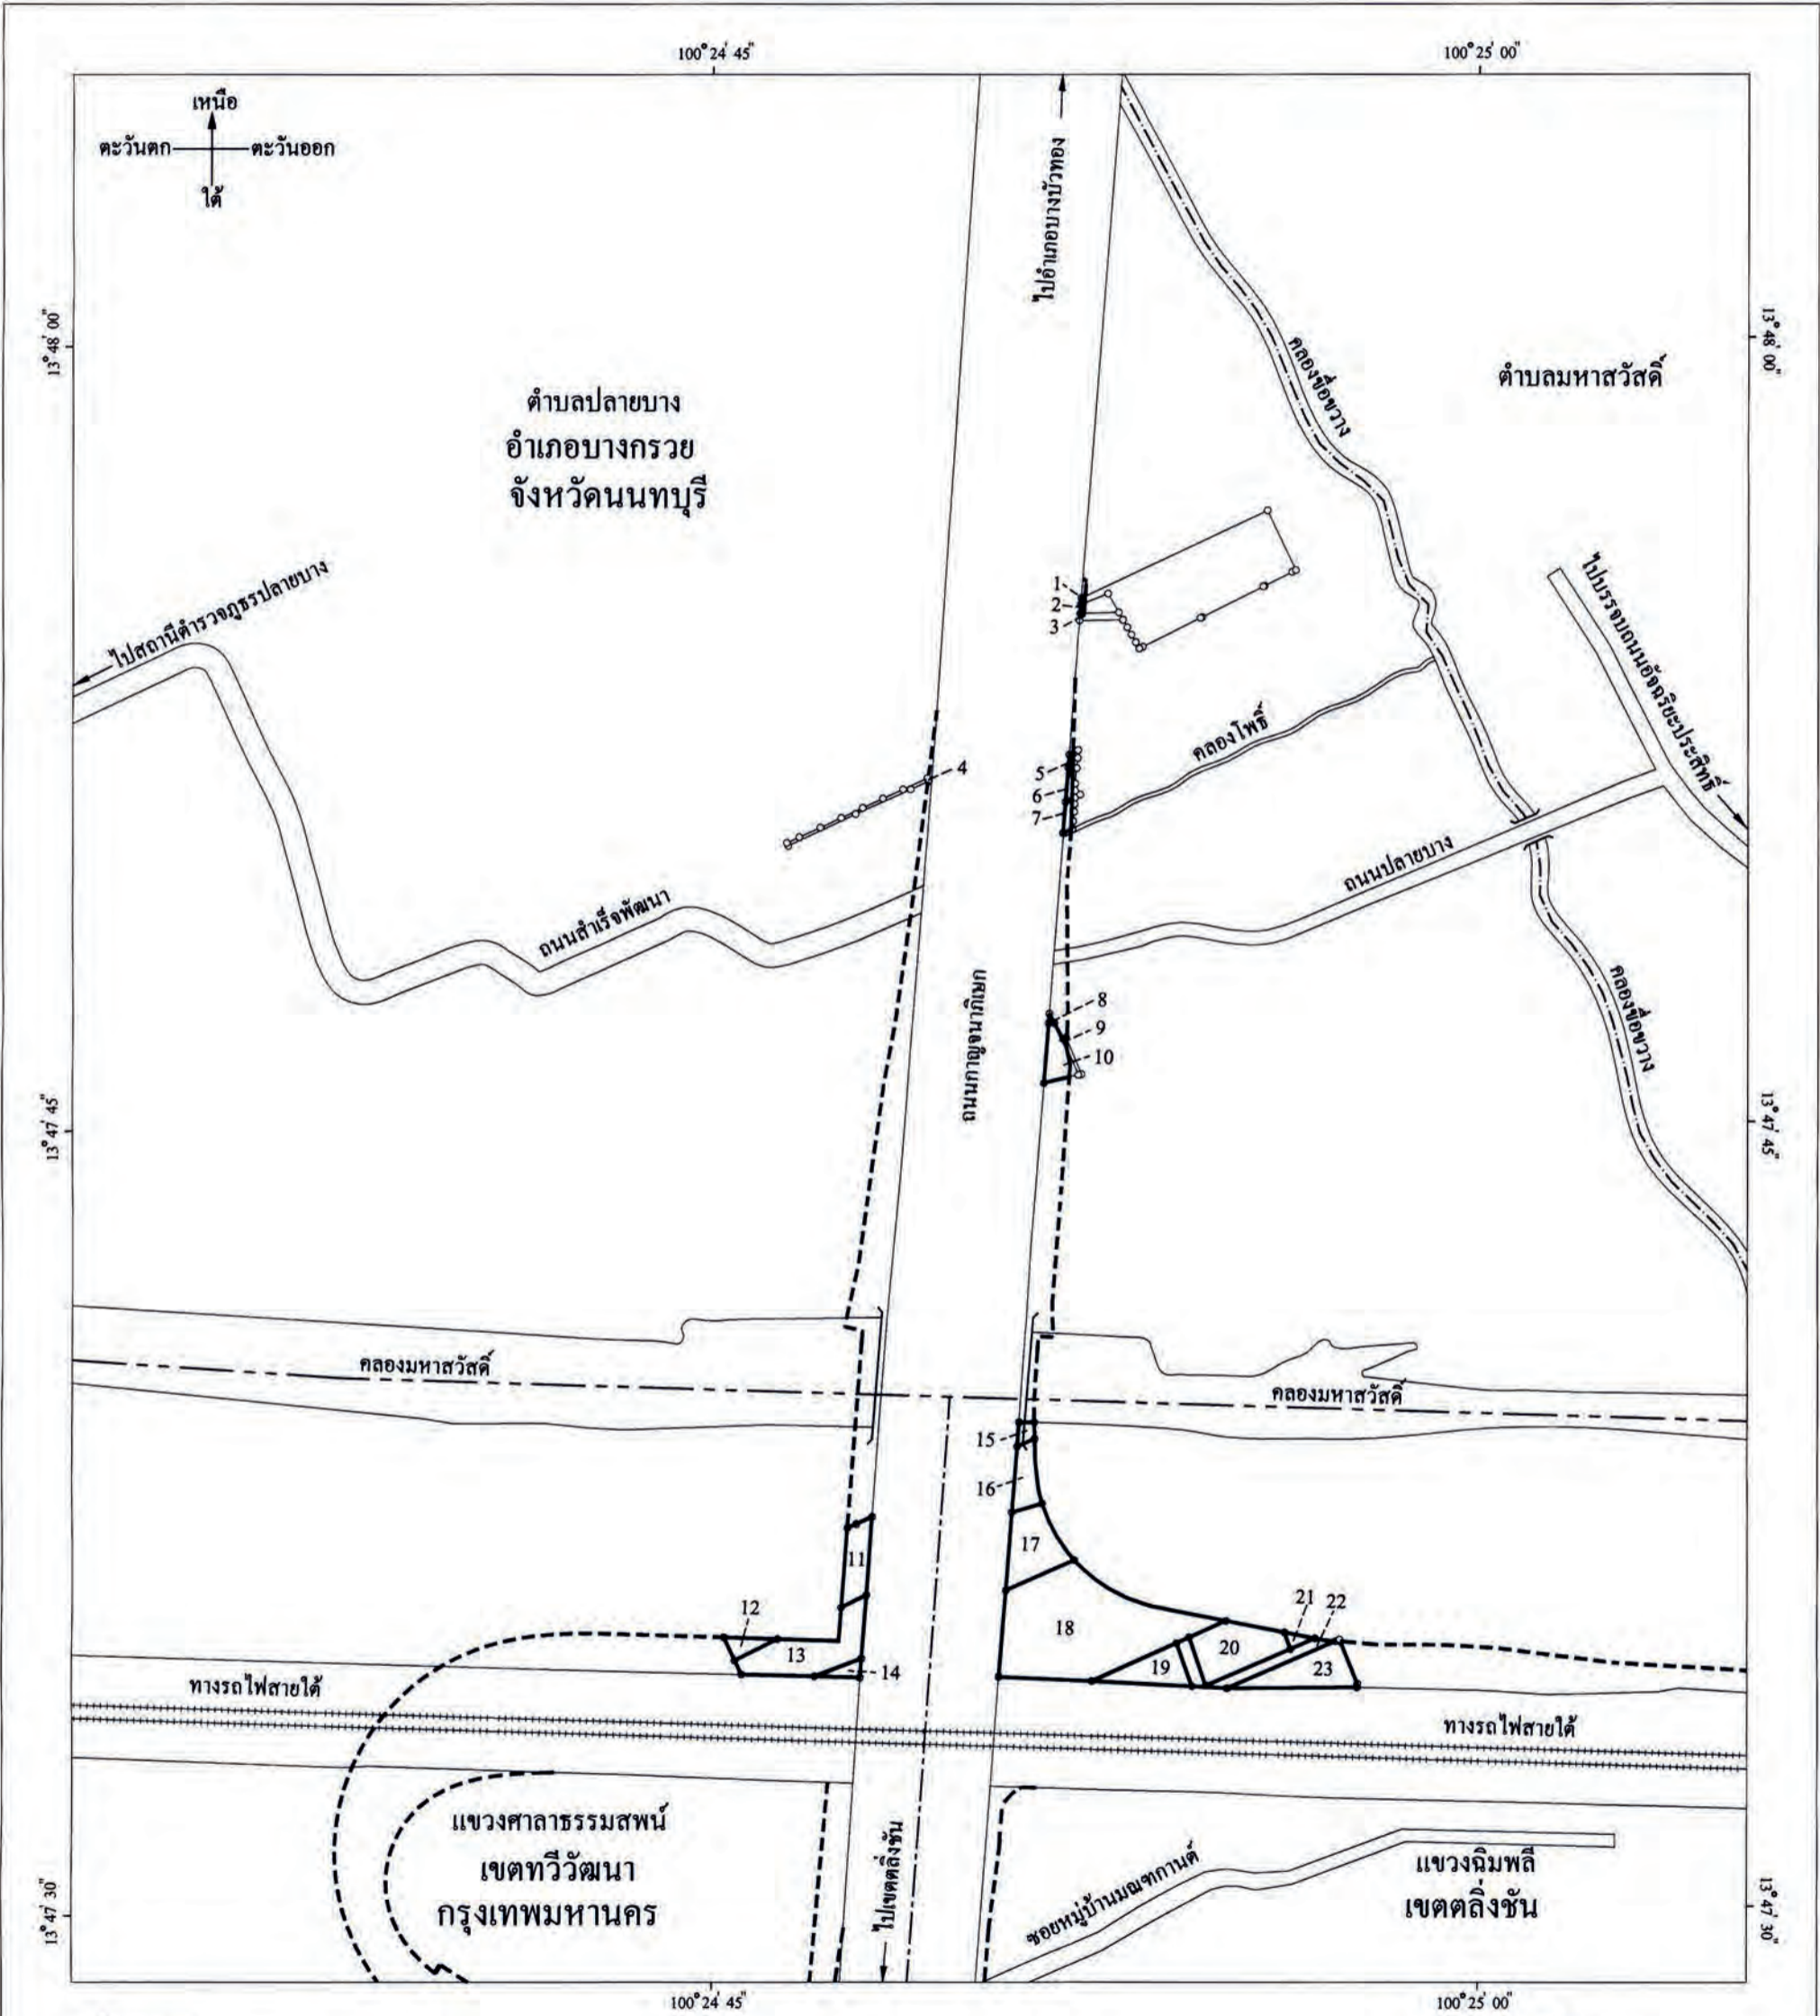 100° 24' 45"
100° 25' 00"
เหนือ
ตะวันตก
ตะวันออก
ใต้
ไปอำเภอบางบัวทอง
13° 48' 00"
13° 48' 00"
คลองขื่อขวาง
ตำบลมหาสวัสดิ์
ตำบลปลายบาง
อำเภอบางกรวย
จังหวัดนนทบุรี
ไปสถานีตำรวจภูธรปลายบาง
ไปบรรจบถนนอัจฉริยะประสิทธิ์
1
2
3
คลองโพธิ์
4
5
6
7
ถนนปลายบาง
ถนนสำเร็จพัฒนา
ถนนกาญจนาภิเษก
คลองขื่อขวาง
8
9
10
13° 47' 45"
13° 47' 45"
คลองมหาสวัสดิ์
คลองมหาสวัสดิ์
15
16
17
11
12
13
14
18
19
20
21
22
23
ทางรถไฟสายใต้
ทางรถไฟสายใต้
แขวงศาลาธรรมสพน์
เขตทวีวัฒนา
กรุงเทพมหานคร
ไปเขตตลิ่งชัน
ซอยหมู่บ้านมณฑกานต์
แขวงฉิมพลี
เขตตลิ่งชัน
13° 47' 30"
13° 47' 30"
100° 24' 45"
100° 25' 00"